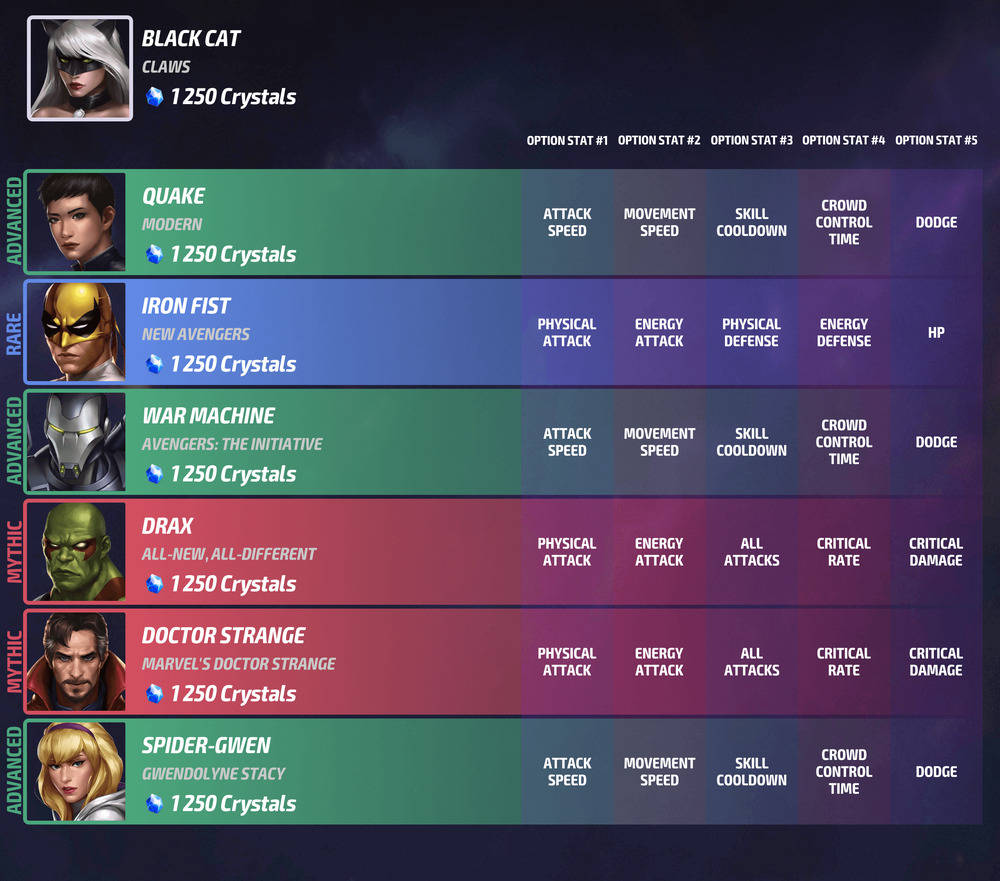 BLACK CAT
CLAWS
1 250 Crystals
OPTION STAT #1 OPTION STAT #2 OPTION STAT #3 OPTION STAT #4 OPTION STAT #5
ADVANCED
QUAKE
MODERN
1 250 Crystals
ATTACK
SPEED
MOVEMENT
SPEED
SKILL
COOLDOWN
CROWD
CONTROL
TIME
DODGE
RARE
IRON FIST
NEW AVENGERS
1 250 Crystals
PHYSICAL
ATTACK
ENERGY
ATTACK
PHYSICAL
DEFENSE
ENERGY
DEFENSE
HP
ADVANCED
WAR MACHINE
AVENGERS: THE INITIATIVE
1 250 Crystals
ATTACK
SPEED
MOVEMENT
SPEED
SKILL
COOLDOWN
CROWD
CONTROL
TIME
DODGE
MYTHIC
DRAX
ALL-NEW, ALL-DIFFERENT
1 250 Crystals
PHYSICAL
ATTACK
ENERGY
ATTACK
ALL
ATTACKS
CRITICAL
RATE
CRITICAL
DAMAGE
MYTHIC
DOCTOR STRANGE
MARVEL'S DOCTOR STRANGE
1 250 Crystals
PHYSICAL
ATTACK
ENERGY
ATTACK
ALL
ATTACKS
CRITICAL
RATE
CRITICAL
DAMAGE
ADVANCED
SPIDER-GWEN
GWENDOLYNE STACY
1 250 Crystals
ATTACK
SPEED
MOVEMENT
SPEED
SKILL
COOLDOWN
CROWD
CONTROL
TIME
DODGE